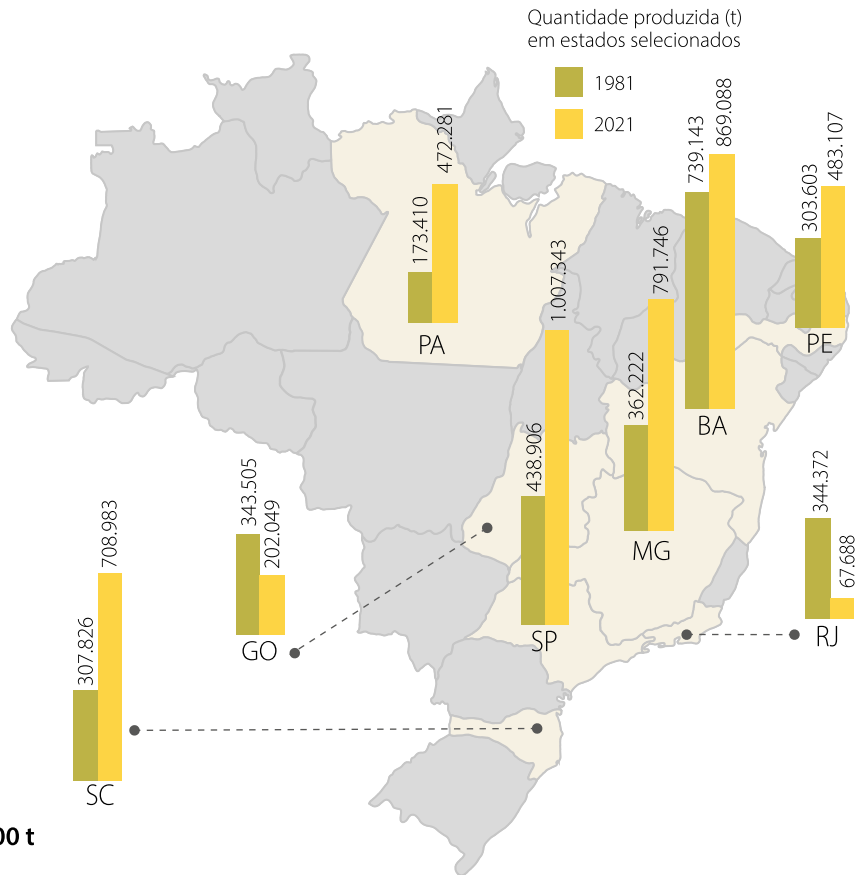 Quantidade produzida (t)
em estados selecionados
1981
2021
173.410
472.281
PA
438.906
1.007.343
SP
362.222
791.746
MG
739.143
869.088
BA
303.603
483.107
PE
343.505
202.049
GO
344.372
67.688
RJ
307.826
708.983
SC
00 t